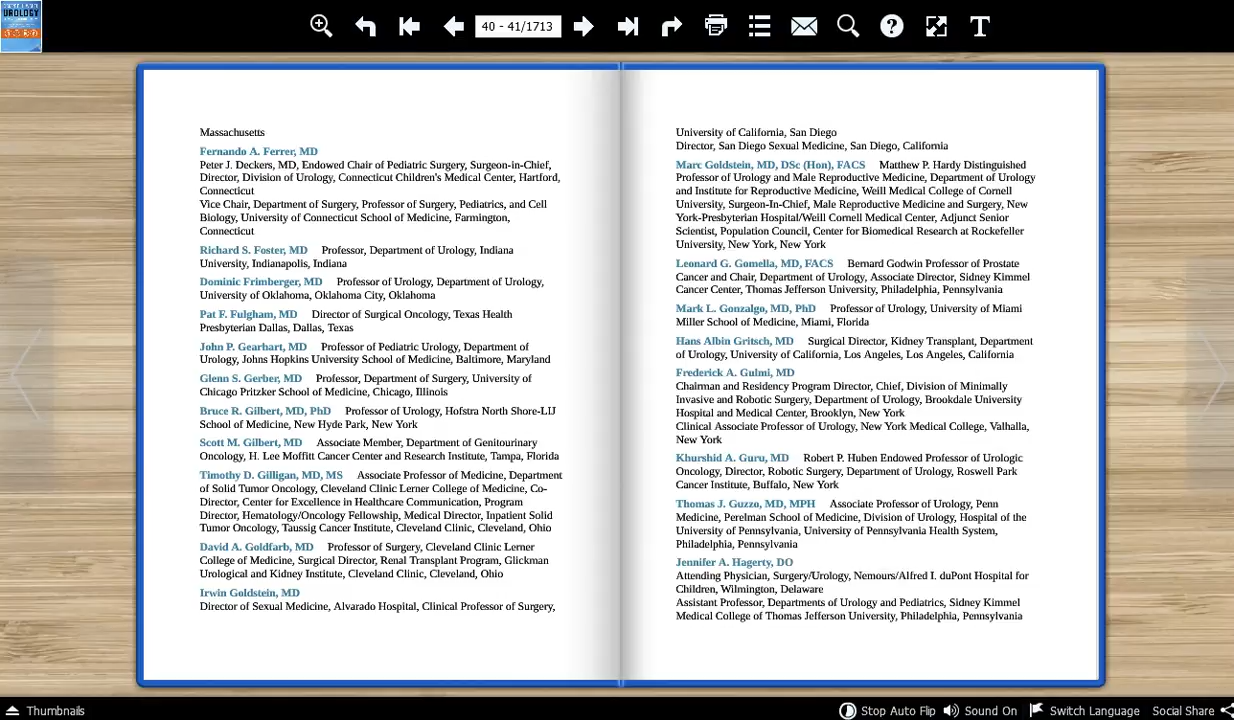 UROLOGY
40 - 41/1713
Massachusetts
Fernando A. Ferrer, MD
Peter J. Deckers, MD, Endowed Chair of Pediatric Surgery, Surgeon-in-Chief,
Director, Division of Urology, Connecticut Children's Medical Center, Hartford,
Connecticut
Vice Chair, Department of Surgery, Professor of Surgery, Pediatrics, and Cell
Biology, University of Connecticut School of Medicine, Farmington,
Connecticut
Richard S. Foster, MD Professor, Department of Urology, Indiana
University, Indianapolis, Indiana
Dominic Frimberger, MD Professor of Urology, Department of Urology,
University of Oklahoma, Oklahoma City, Oklahoma
Pat F. Fulgham, MD Director of Surgical Oncology, Texas Health
Presbyterian Dallas, Dallas, Texas
John P. Gearhart, MD Professor of Pediatric Urology, Department of
Urology, Johns Hopkins University School of Medicine, Baltimore, Maryland
Glenn S. Gerber, MD Professor, Department of Surgery, University of
Chicago Pritzker School of Medicine, Chicago, Illinois
Bruce R. Gilbert, MD, PhD Professor of Urology, Hofstra North Shore-LIJ
School of Medicine, New Hyde Park, New York
Scott M. Gilbert, MD Associate Member, Department of Genitourinary
Oncology, H. Lee Moffitt Cancer Center and Research Institute, Tampa, Florida
Timothy D. Gilligan, MD, MS Associate Professor of Medicine, Department
of Solid Tumor Oncology, Cleveland Clinic Lerner College of Medicine, Co-
Director, Center for Excellence in Healthcare Communication, Program
Director, Hematology/Oncology Fellowship, Medical Director, Inpatient Solid
Tumor Oncology, Taussig Cancer Institute, Cleveland Clinic, Cleveland, Ohio
David A. Goldfarb, MD Professor of Surgery, Cleveland Clinic Lerner
College of Medicine, Surgical Director, Renal Transplant Program, Glickman
Urological and Kidney Institute, Cleveland Clinic, Cleveland, Ohio
Irwin Goldstein, MD
Director of Sexual Medicine, Alvarado Hospital, Clinical Professor of Surgery,
University of California, San Diego
Director, San Diego Sexual Medicine, San Diego, California
Marc Goldstein, MD, DSc (Hon), FACS Matthew P. Hardy Distinguished
Professor of Urology and Male Reproductive Medicine, Department of Urology
and Institute for Reproductive Medicine, Weill Medical College of Cornell
University, Surgeon-In-Chief, Male Reproductive Medicine and Surgery, New
York-Presbyterian Hospital/Weill Cornell Medical Center, Adjunct Senior
Scientist, Population Council, Center for Biomedical Research at Rockefeller
University, New York, New York
Leonard G. Gomella, MD, FACS Bernard Godwin Professor of Prostate
Cancer and Chair, Department of Urology, Associate Director, Sidney Kimmel
Cancer Center, Thomas Jefferson University, Philadelphia, Pennsylvania
Mark L. Gonzalgo, MD, PhD Professor of Urology, University of Miami
Miller School of Medicine, Miami, Florida
Hans Albin Gritsch, MD Surgical Director, Kidney Transplant, Department
of Urology, University of California, Los Angeles, Los Angeles, California
Frederick A. Gulmi, MD
Chairman and Residency Program Director, Chief, Division of Minimally
Invasive and Robotic Surgery, Department of Urology, Brookdale University
Hospital and Medical Center, Brooklyn, New York
Clinical Associate Professor of Urology, New York Medical College, Valhalla,
New York
Khurshid A. Guru, MD Robert P. Huben Endowed Professor of Urologic
Oncology, Director, Robotic Surgery, Department of Urology, Roswell Park
Cancer Institute, Buffalo, New York
Thomas J. Guzzo, MD, MPH Associate Professor of Urology, Penn
Medicine, Perelman School of Medicine, Division of Urology, Hospital of the
University of Pennsylvania, University of Pennsylvania Health System,
Philadelphia, Pennsylvania
Jennifer A. Hagerty, DO
Attending Physician, Surgery/Urology, Nemours/Alfred I. duPont Hospital for
Children, Wilmington, Delaware
Assistant Professor, Departments of Urology and Pediatrics, Sidney Kimmel
Medical College of Thomas Jefferson University, Philadelphia, Pennsylvania
Thumbnails
Stop Auto Flip
Sound On
Switch Language
Social Share